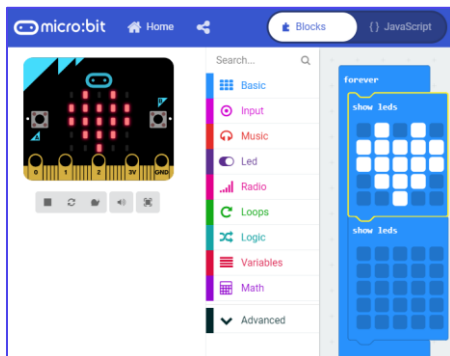 micro:bit
Home
Blocks
{} JavaScript
Search...
Basic
Input
Music
Led
Radio
Loops
Logic
Variables
Math
Advanced
A
B
0 1 2 3V GND
forever
show leds
show leds